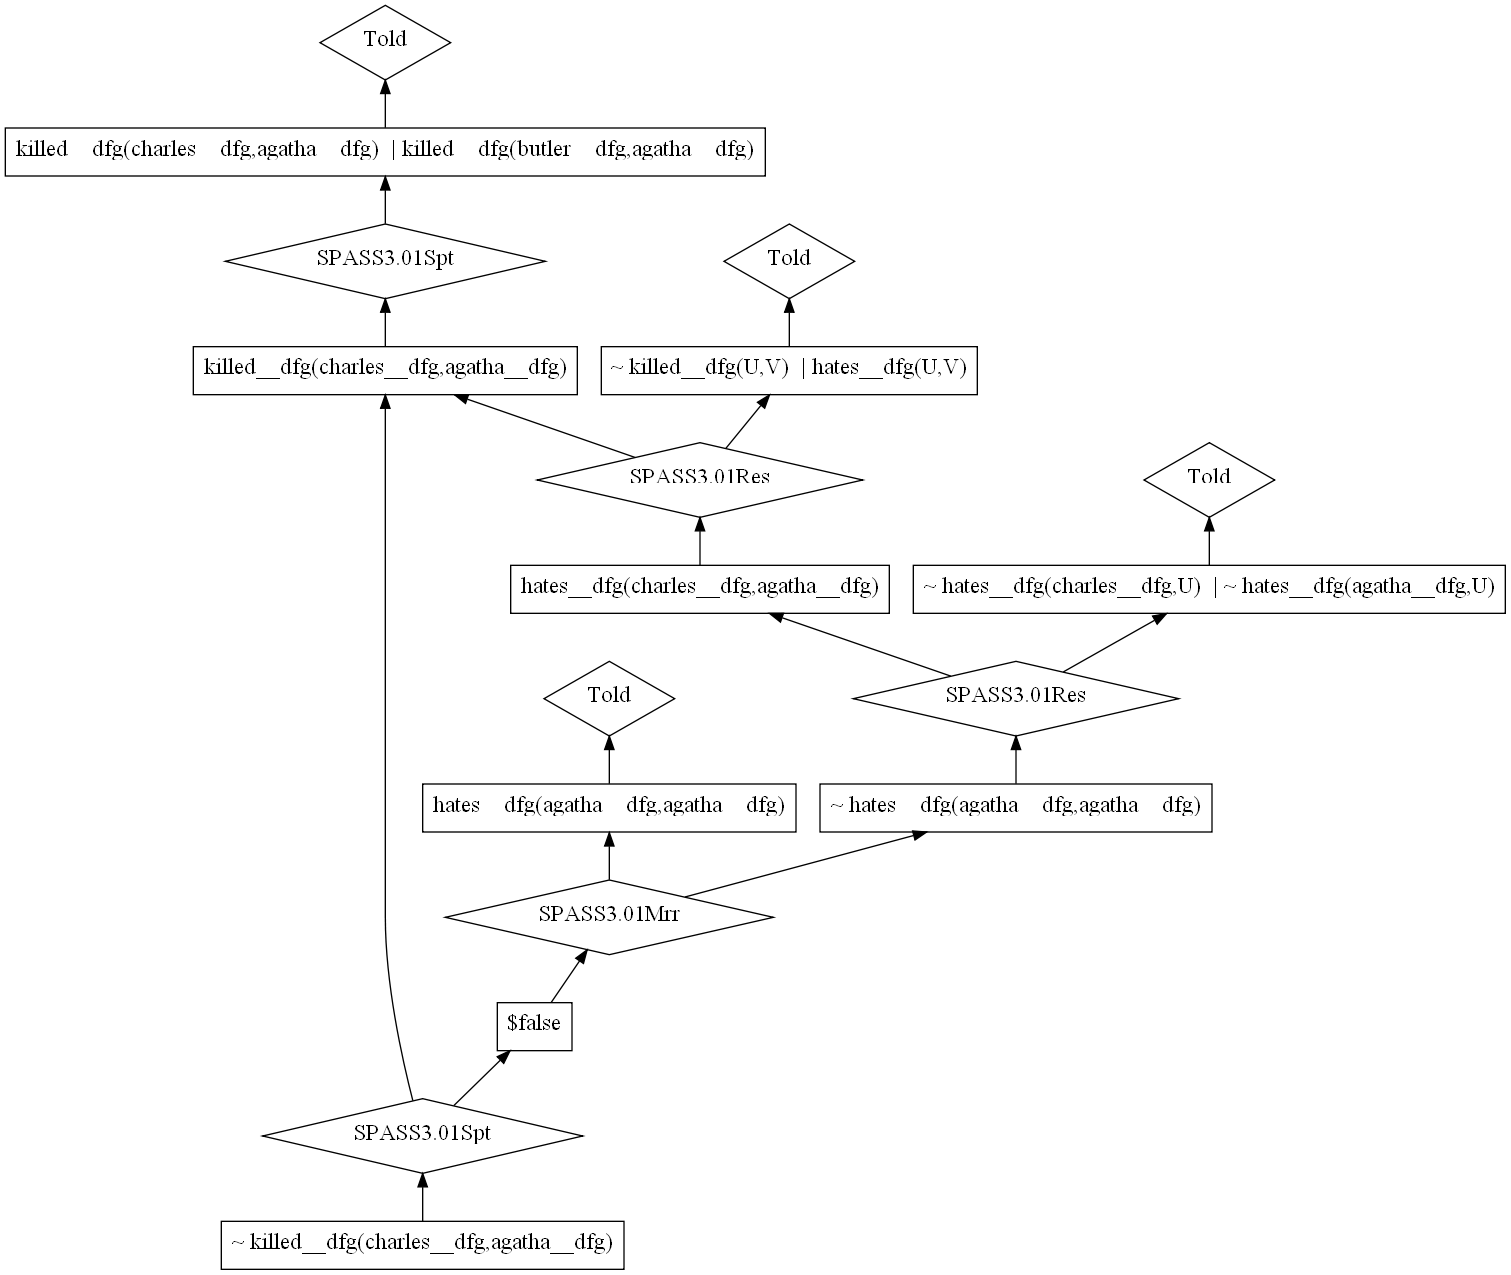 Told
killed dfg(charles dfg,agatha dfg) | killed dfg(butler dfg,agatha dfg)
SPASS3.01Spt
Told
killed__dfg(charles__dfg,agatha__dfg)
~ killed__dfg(U,V) | hates__dfg(U,V)
SPASS3.01Res
Told
hates__dfg(charles__dfg,agatha__dfg)
~ hates__dfg(charles__dfg,U) | ~ hates__dfg(agatha__dfg,U)
Told
SPASS3.01Res
hates dfg(agatha dfg,agatha dfg)
~ hates dfg(agatha dfg,agatha dfg)
SPASS3.01Mrr
$false
SPASS3.01Spt
~ killed__dfg(charles__dfg,agatha__dfg)